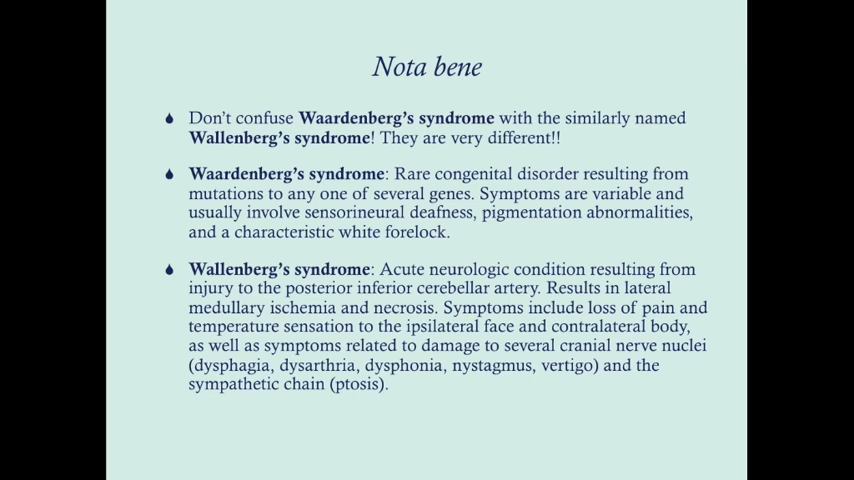 Nota bene
Don't confuse Waardenberg's syndrome with the similarly named
Wallenberg's syndrome! They are very different!!
Waardenberg's syndrome: Rare congenital disorder resulting from
mutations to any one of several genes. Symptoms are variable and
usually involve sensorineural deafness, pigmentation abnormalities,
and a characteristic white forelock.
Wallenberg's syndrome: Acute neurologic condition resulting from
injury to the posterior inferior cerebellar artery. Results in lateral
medullary ischemia and necrosis. Symptoms include loss of pain and
temperature sensation to the ipsilateral face and contralateral body,
as well as symptoms related to damage to several cranial nerve nuclei
(dysphagia, dysarthria, dysphonia, nystagmus, vertigo) and the
sympathetic chain (ptosis).